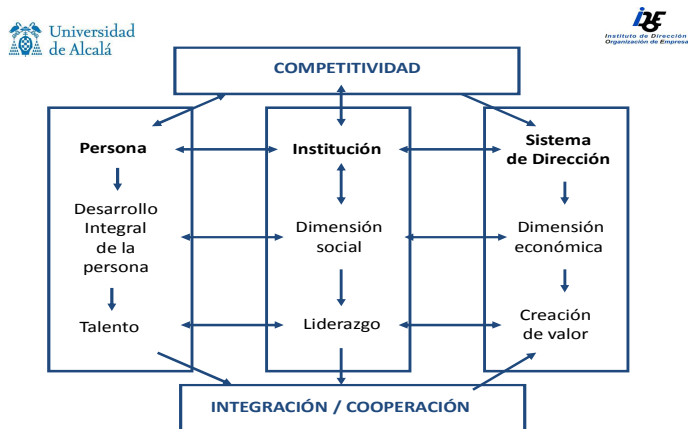 Universidad
de Alcalá
IDOE
Instituto de Dirección
Organización de Empresa
COMPETITIVIDAD
Persona
Desarrollo
Integral
de la
persona
Talento
Institución
Dimensión
social
Liderazgo
Sistema
de Dirección
Dimensión
económica
Creación
de valor
INTEGRACIÓN / COOPERACIÓN